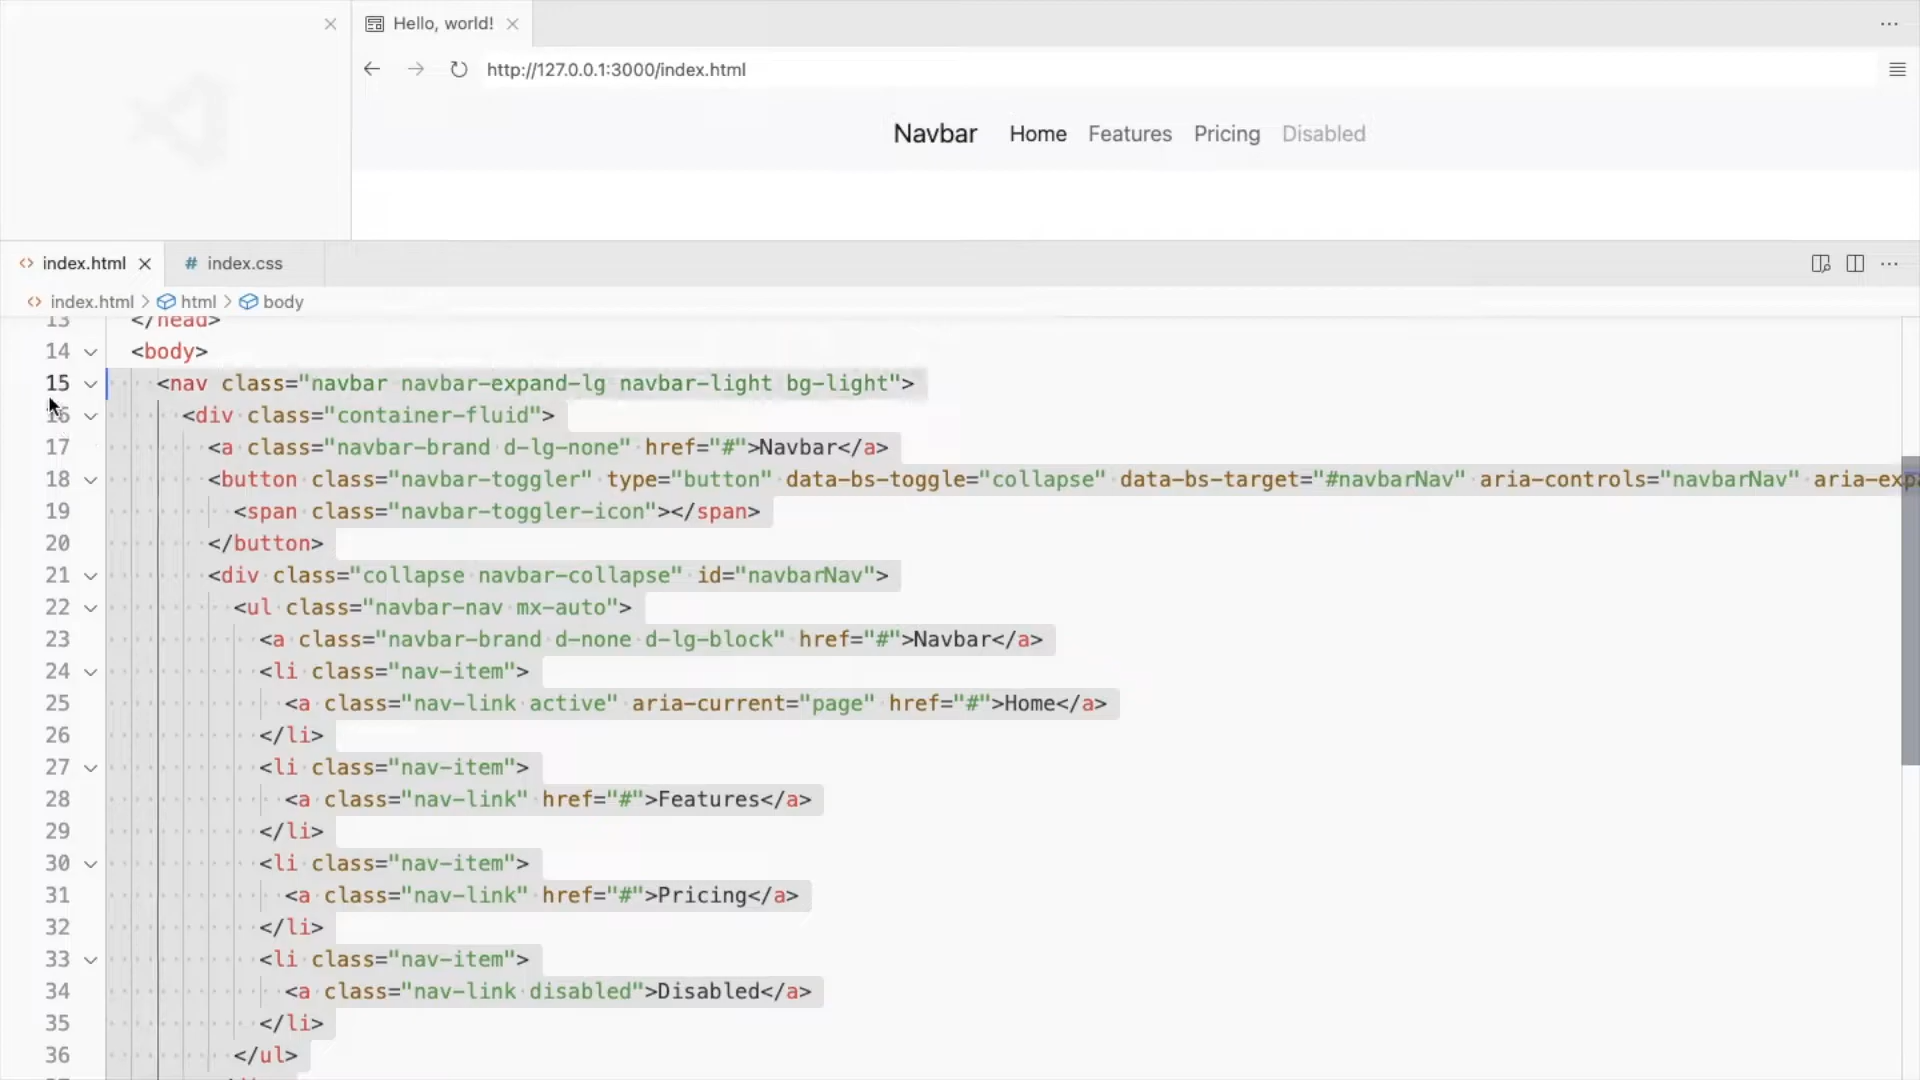 Hello, world!
http://127.0.0.1:3000/index.html
Navbar Home Features Pricing Disabled
index.html index.css
index.html > html > body
13 </head>
14 <body>
15 <nav class="navbar navbar-expand-lg navbar-light bg-light">
16 <div class="container-fluid">
17 <a class="navbar-brand d-lg-none" href="#">Navbar</a>
18 <button class="navbar-toggler" type="button" data-bs-toggle="collapse" data-bs-target="#navbarNav" aria-controls="navbarNav" aria-expa
19 <span class="navbar-toggler-icon"></span>
20 </button>
21 <div class="collapse navbar-collapse" id="navbarNav">
22 <ul class="navbar-nav mx-auto">
23 <a class="navbar-brand d-none d-lg-block" href="#">Navbar</a>
24 <li class="nav-item">
25 <a class="nav-link active" aria-current="page" href="#">Home</a>
26 </li>
27 <li class="nav-item">
28 <a class="nav-link" href="#">Features</a>
29 </li>
30 <li class="nav-item">
31 <a class="nav-link" href="#">Pricing</a>
32 </li>
33 <li class="nav-item">
34 <a class="nav-link disabled">Disabled</a>
35 </li>
36 </ul>